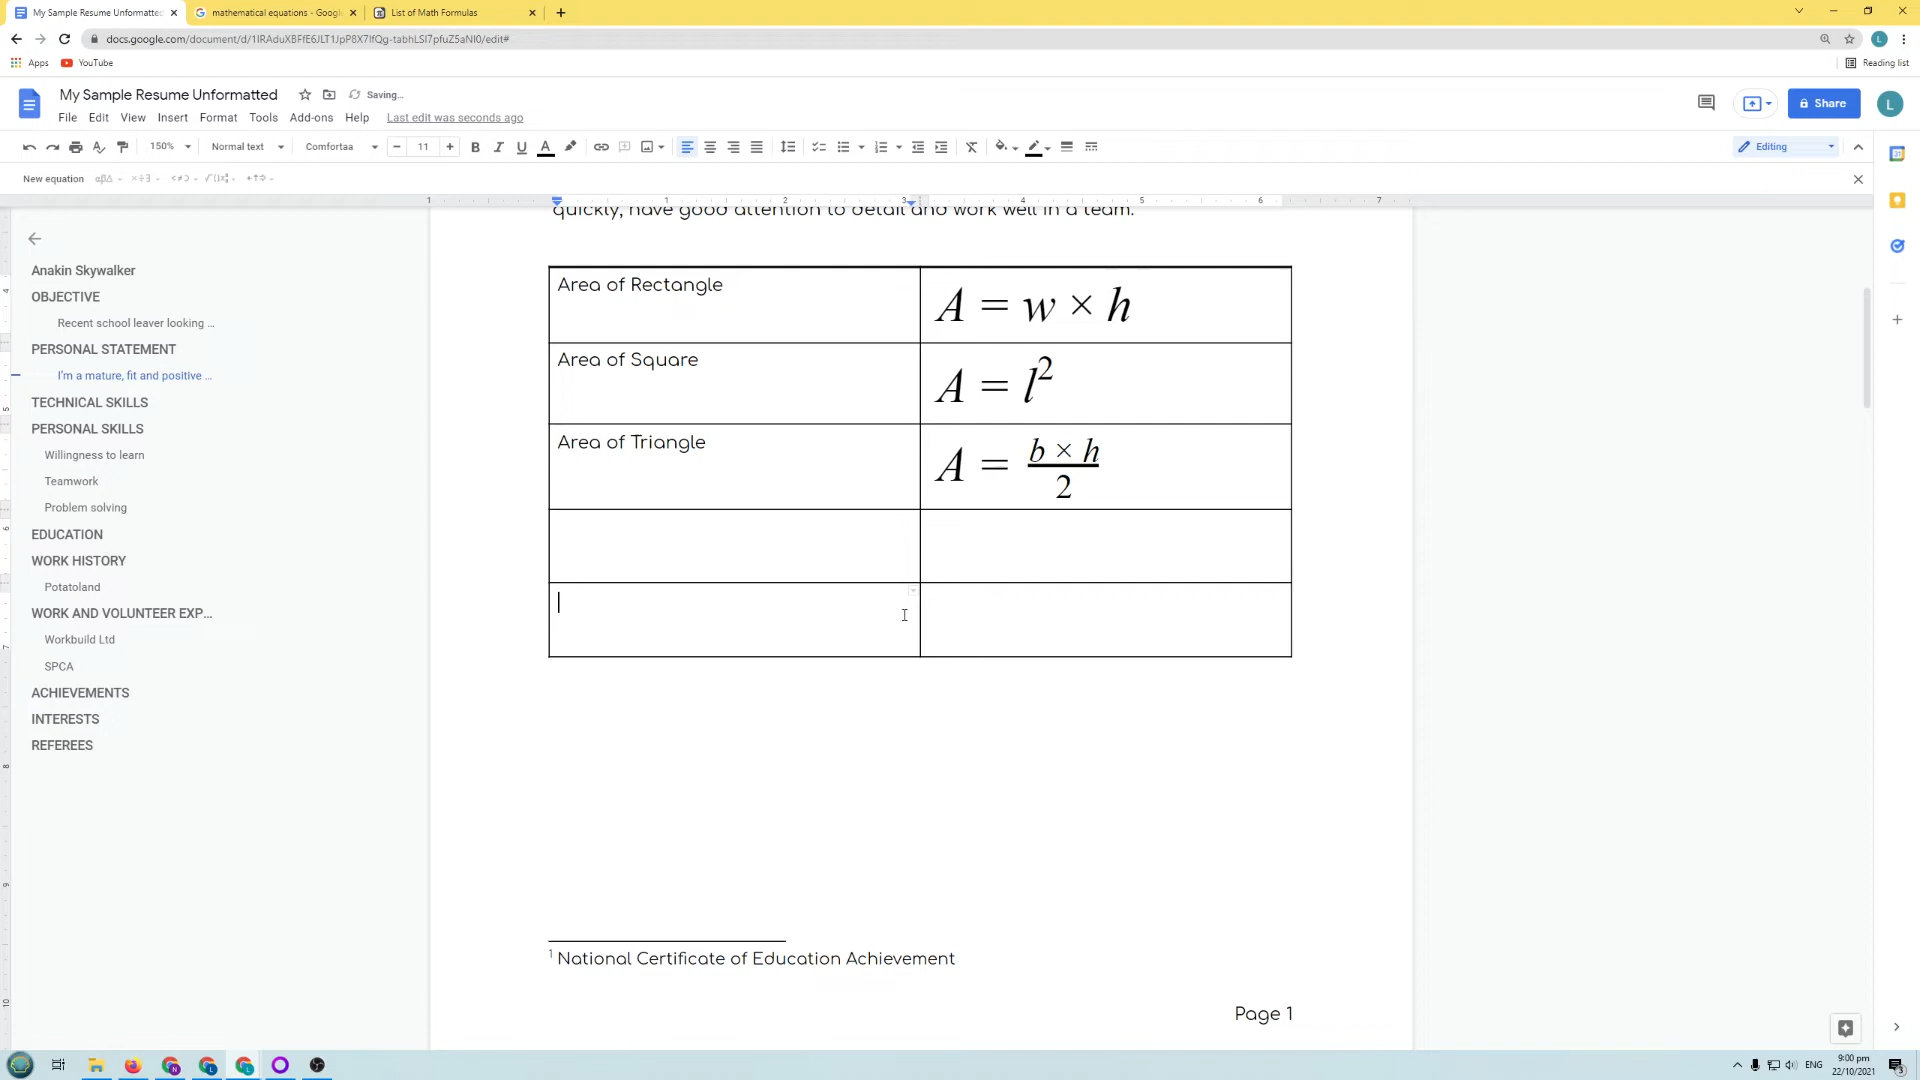 My Sample Resume Unformatted
mathematical equations - Google
List of Math Formulas
docs.google.com/document/d/1IRAduXBFfE6JLT1JpP8X7IfQg-tabhLSI7pfuZ5aNI0/edit#
Apps
YouTube
Reading list
My Sample Resume Unformatted
Saving...
File
Edit
View
Insert
Format
Tools
Add-ons
Help
Last edit was seconds ago
Share
L
150%
Normal text
Comfortaa
11
Editing
New equation
quickly, have good attention to detail and work well in a team.
Anakin Skywalker
OBJECTIVE
Recent school leaver looking ...
PERSONAL STATEMENT
I'm a mature, fit and positive ...
TECHNICAL SKILLS
PERSONAL SKILLS
Willingness to learn
Teamwork
Problem solving
EDUCATION
WORK HISTORY
Potatoland
WORK AND VOLUNTEER EXP...
Workbuild Ltd
SPCA
ACHIEVEMENTS
INTERESTS
REFEREES
Area of Rectangle
A = w × h
Area of Square
A = l²
Area of Triangle
A = b × h / 2
1 National Certificate of Education Achievement
Page 1
ENG
9:00 pm
22/10/2021